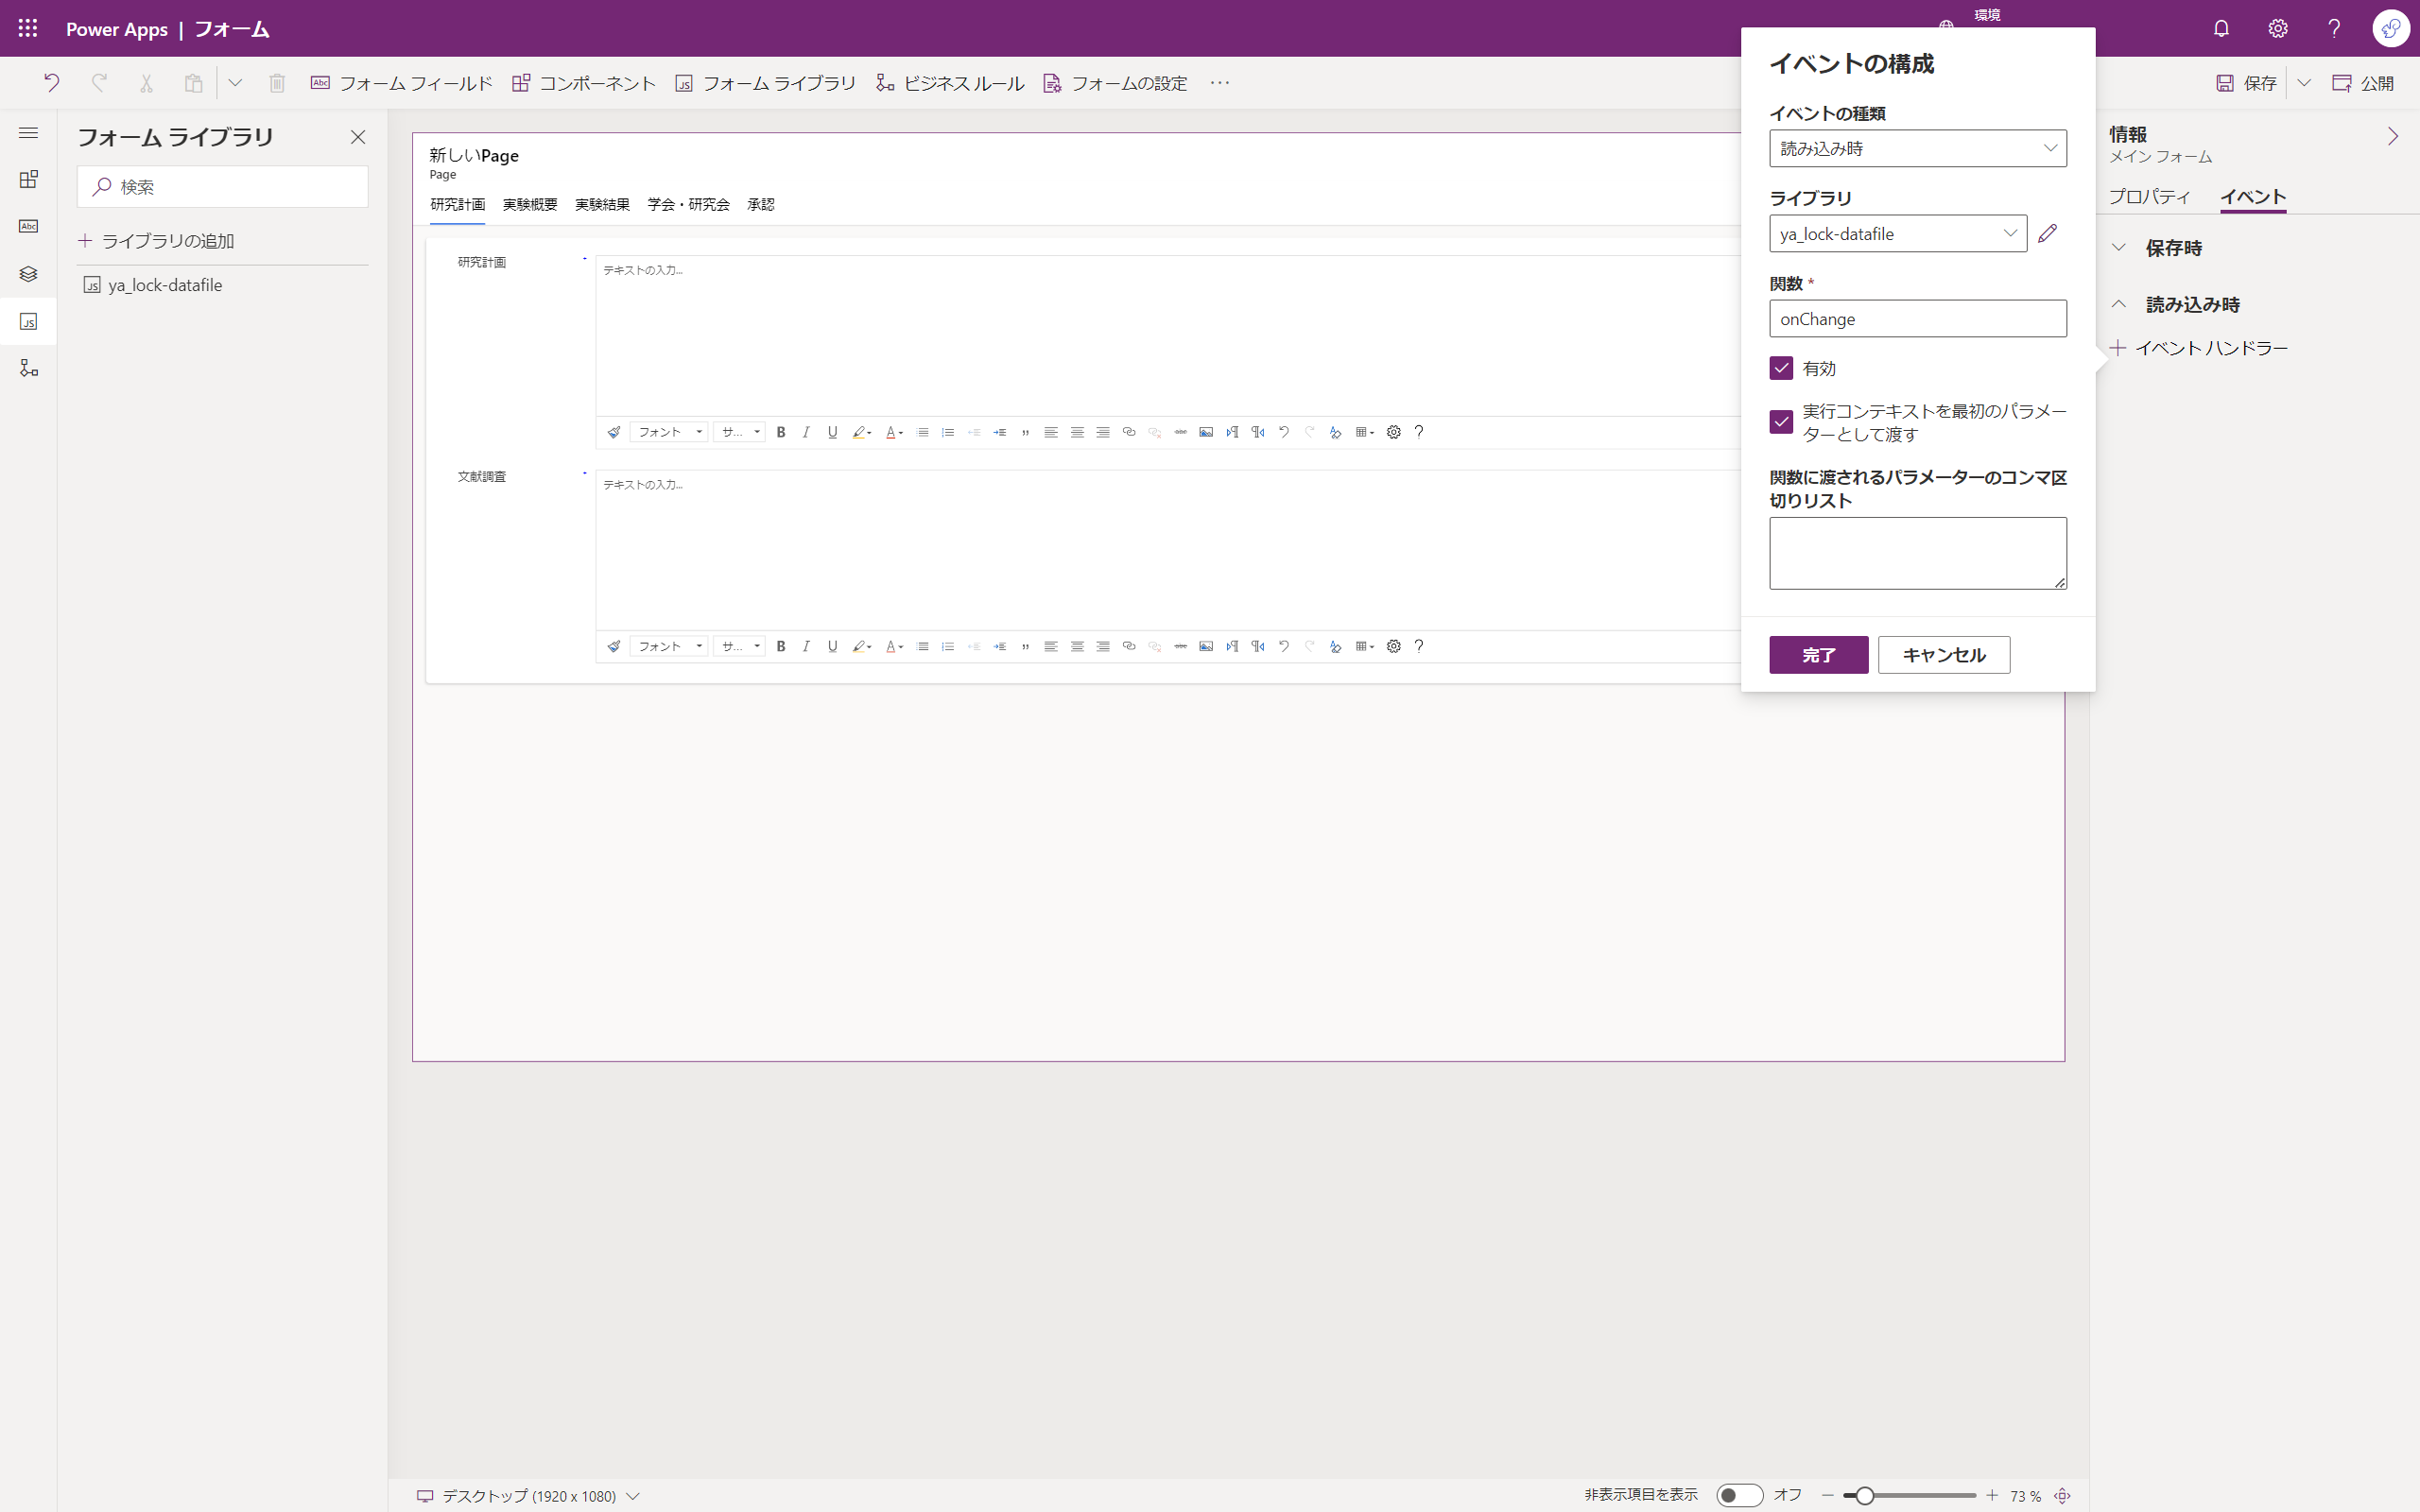 Power Apps | フォーム
環境
Abc フォーム フィールド コンポーネント JS フォーム ライブラリ ビジネス ルール フォームの設定 ···
保存 公開
フォーム ライブラリ
検索
ライブラリの追加
JS ya_lock-datafile
Abc
JS
新しいPage
Page
研究計画 実験概要 実験結果 学会・研究会 承認
研究計画
テキストの入力...
フォント サ... B I U A ?
文献調査
テキストの入力...
フォント サ... B I U A ?
イベントの構成
イベントの種類
読み込み時
ライブラリ
ya_lock-datafile
関数 *
onChange
有効
実行コンテキストを最初のパラメー
ターとして渡す
関数に渡されるパラメーターのコンマ区
切りリスト
完了 キャンセル
情報
メイン フォーム
プロパティ イベント
保存時
読み込み時
イベント ハンドラー
デスクトップ (1920 x 1080)
非表示項目を表示 オフ 73 %